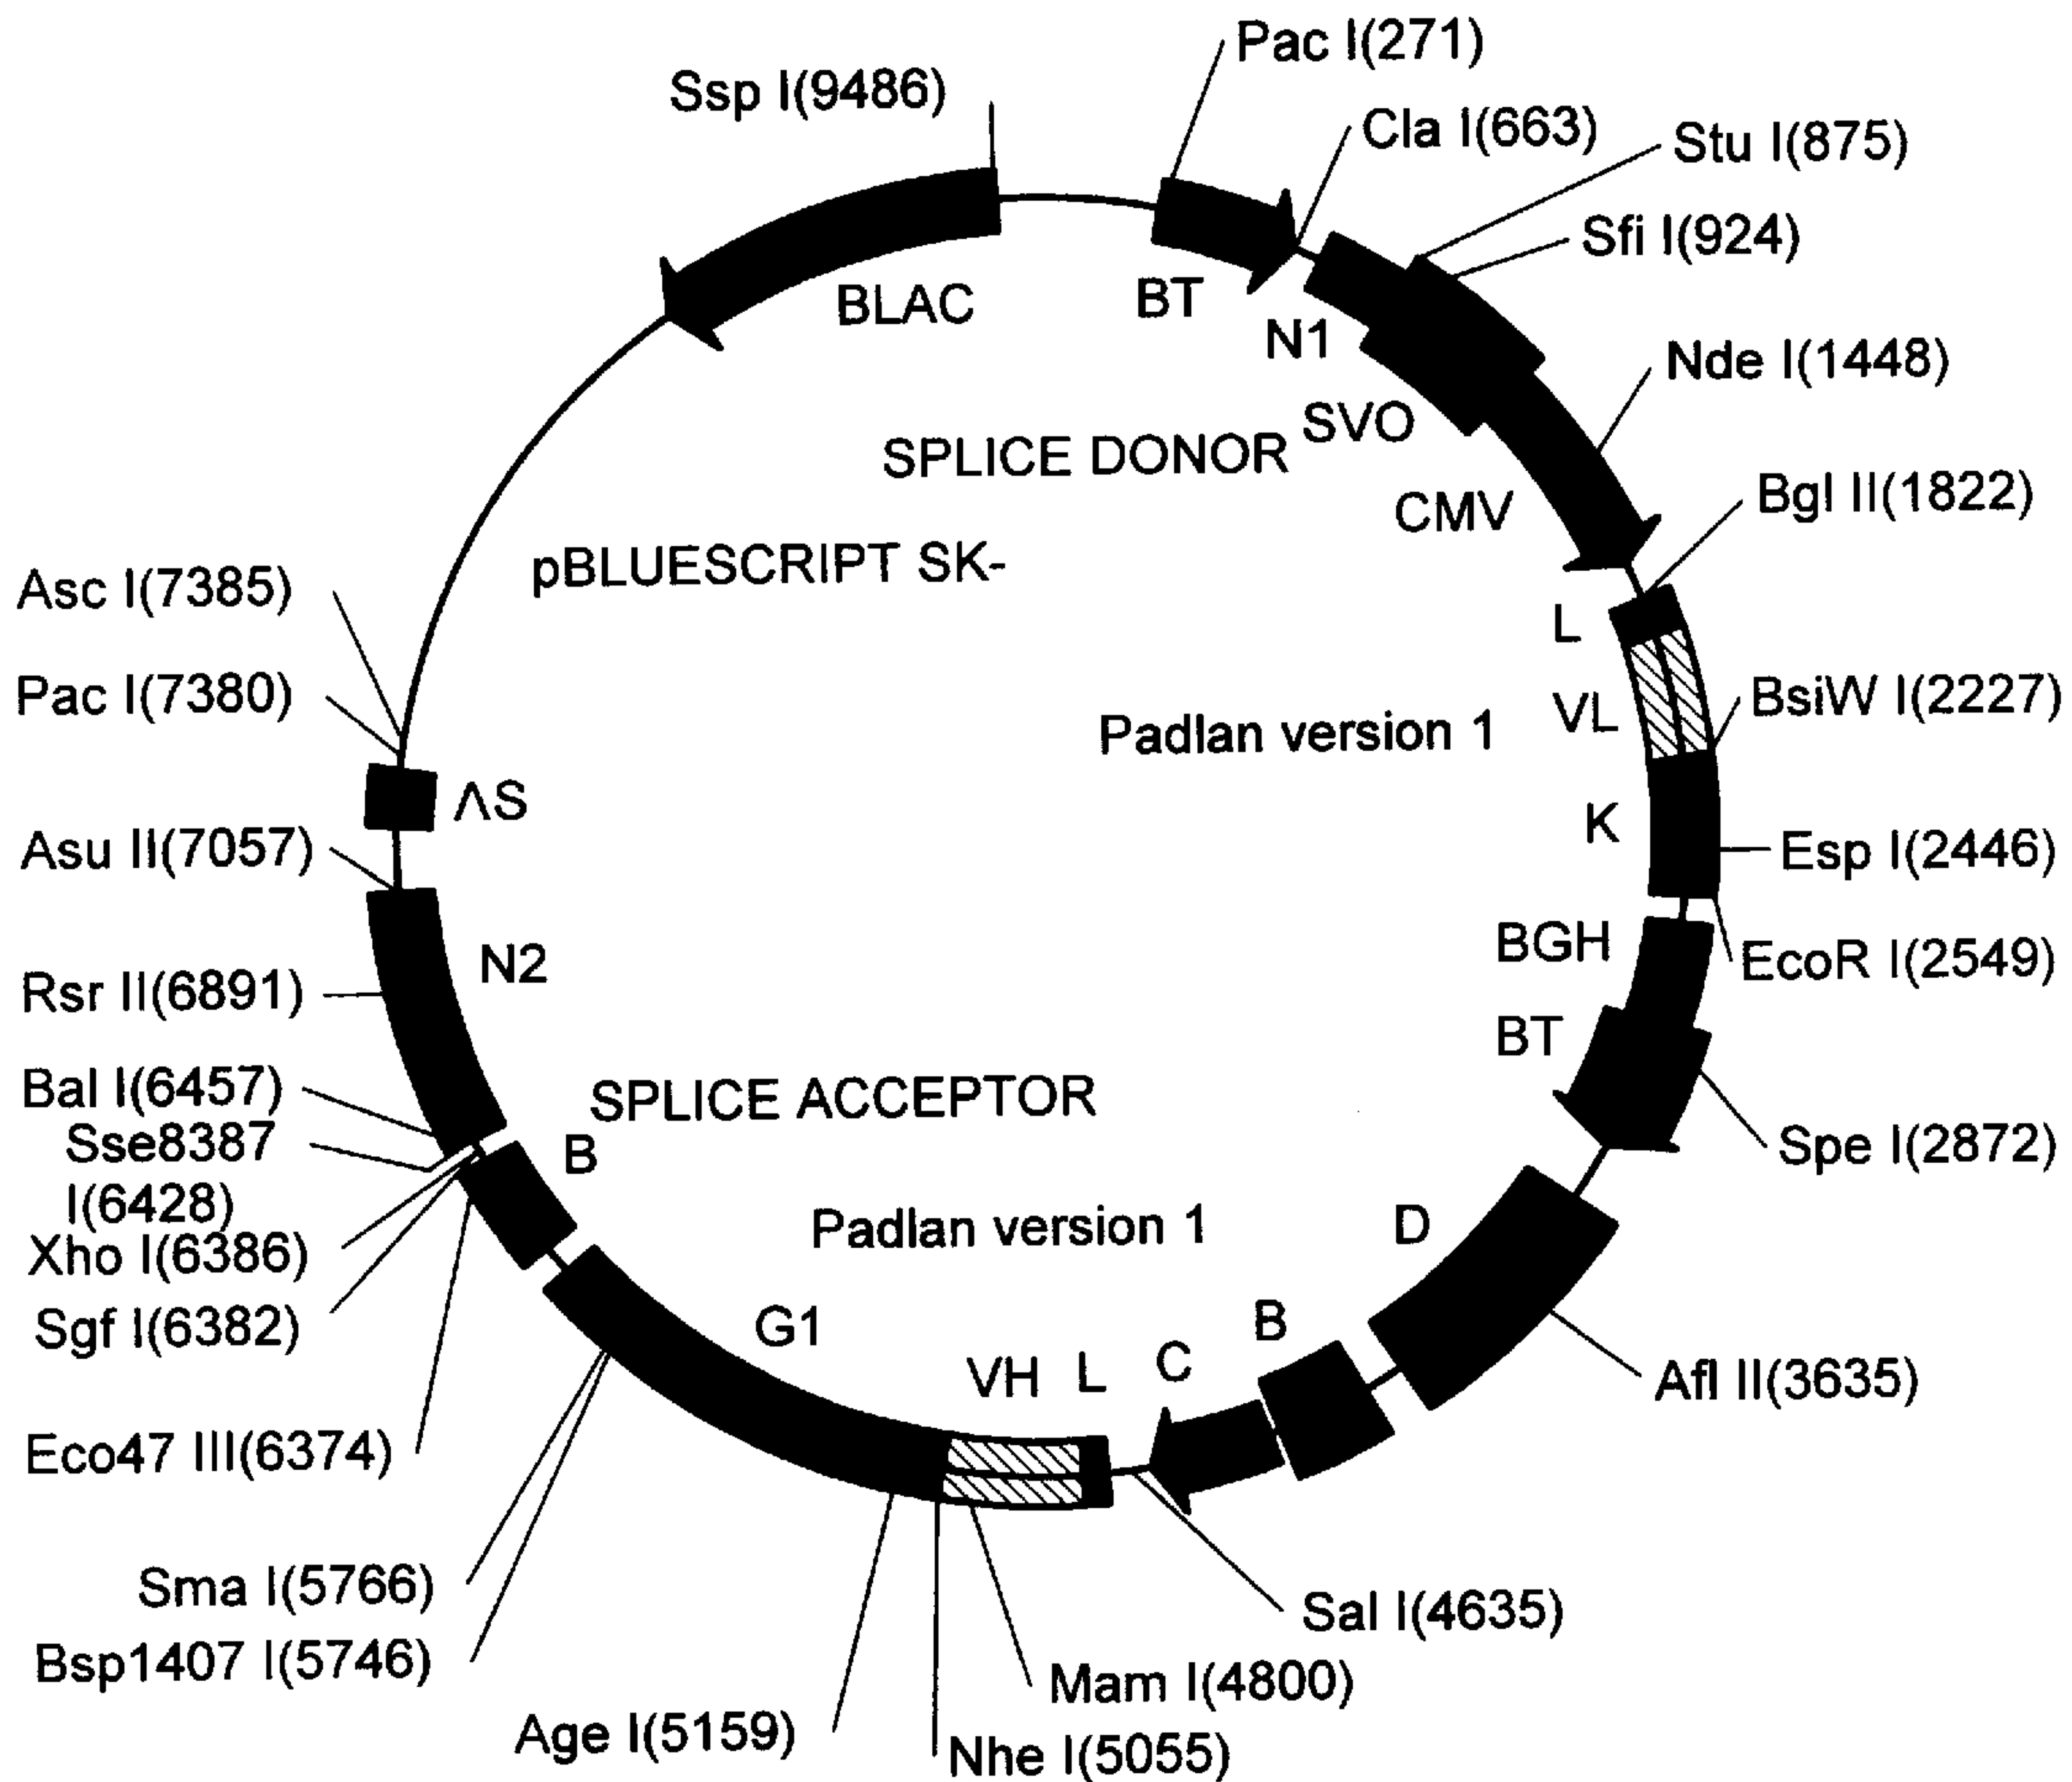 Pac I(271)
Ssp I(9486)
Cla I(663)
Stu I(875)
Sfi I(924)
BLAC
BT
N1
Nde I(1448)
SVO
SPLICE DONOR
CMV
Bgl II(1822)
pBLUESCRIPT SK-
Asc I(7385)
L
Pac I(7380)
VL
BsiW I(2227)
Padlan version 1
ΛS
K
Asu II(7057)
Esp I(2446)
BGH
EcoR I(2549)
N2
Rsr II(6891)
BT
Bal I(6457)
SPLICE ACCEPTOR
Sse8387
I(6428)
B
Spe I(2872)
Xho I(6386)
Padlan version 1
D
Sgf I(6382)
G1
B
C
VH
L
Afl II(3635)
Eco47 III(6374)
Sma I(5766)
Sal I(4635)
Bsp1407 I(5746)
Mam I(4800)
Age I(5159)
Nhe I(5055)